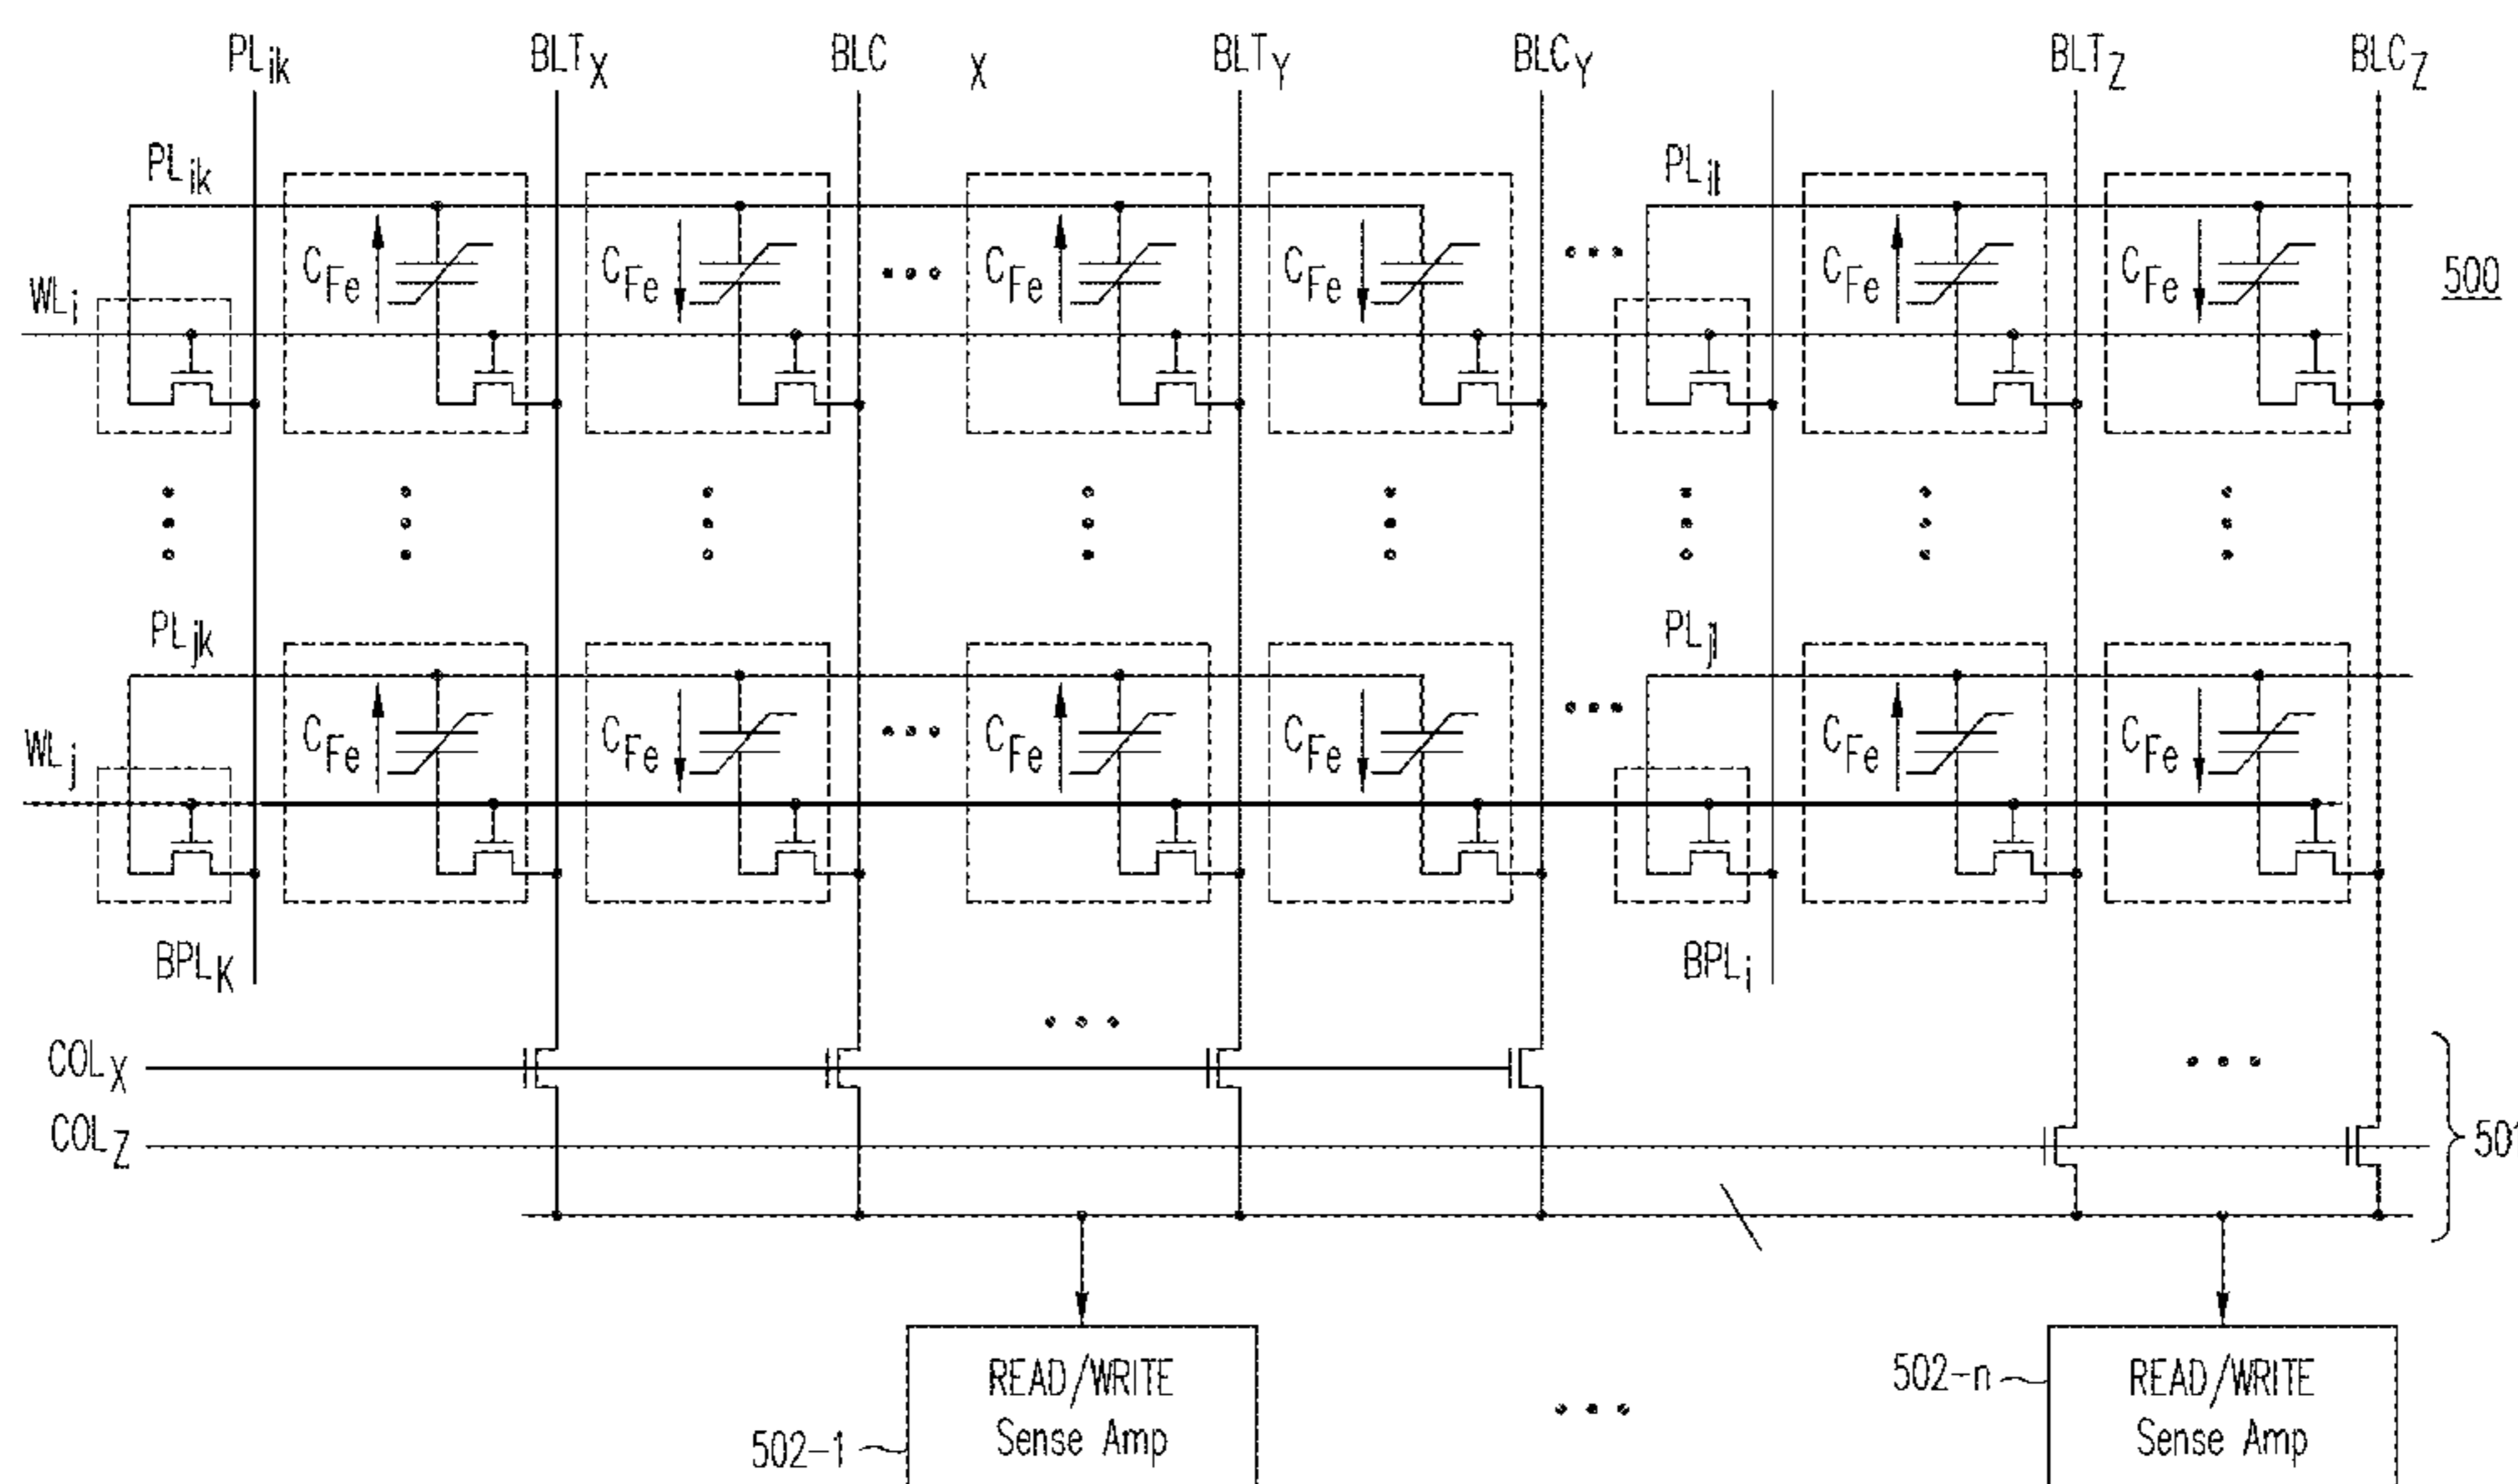 PLik BLTX BLC X BLTY BLCY BLTZ BLCZ
PLik PLil
CFe CFe CFe CFe CFe CFe
500
WLi
PLjk PLjl
CFe CFe CFe CFe CFe CFe
WLj
BPLK BPLi
COLX
COLZ
501
READ/WRITE READ/WRITE
502-n
Sense Amp Sense Amp
502-1